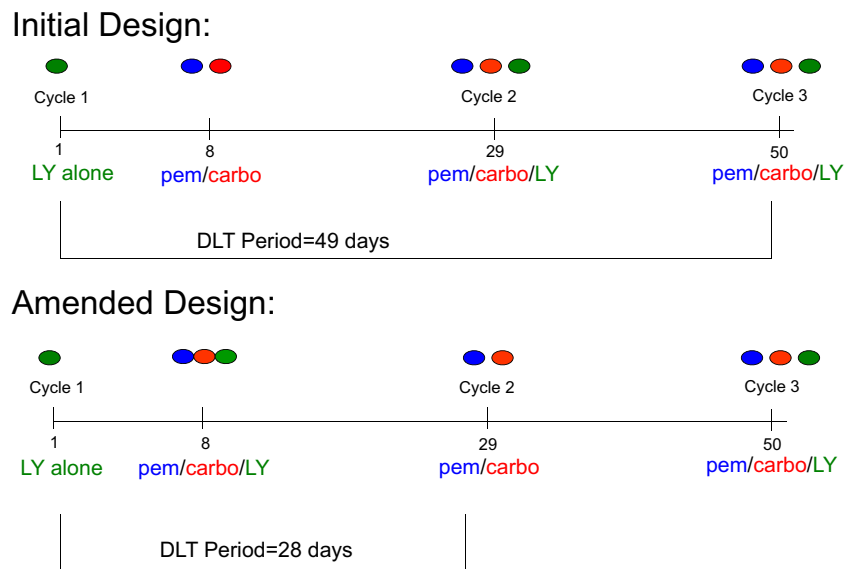 Initial Design:
Cycle 1 Cycle 2 Cycle 3
1 8 29 50
LY alone pem/carbo pem/carbo/LY pem/carbo/LY
DLT Period=49 days
Amended Design:
Cycle 1 Cycle 2 Cycle 3
1 8 29 50
LY alone pem/carbo/LY pem/carbo pem/carbo/LY
DLT Period=28 days